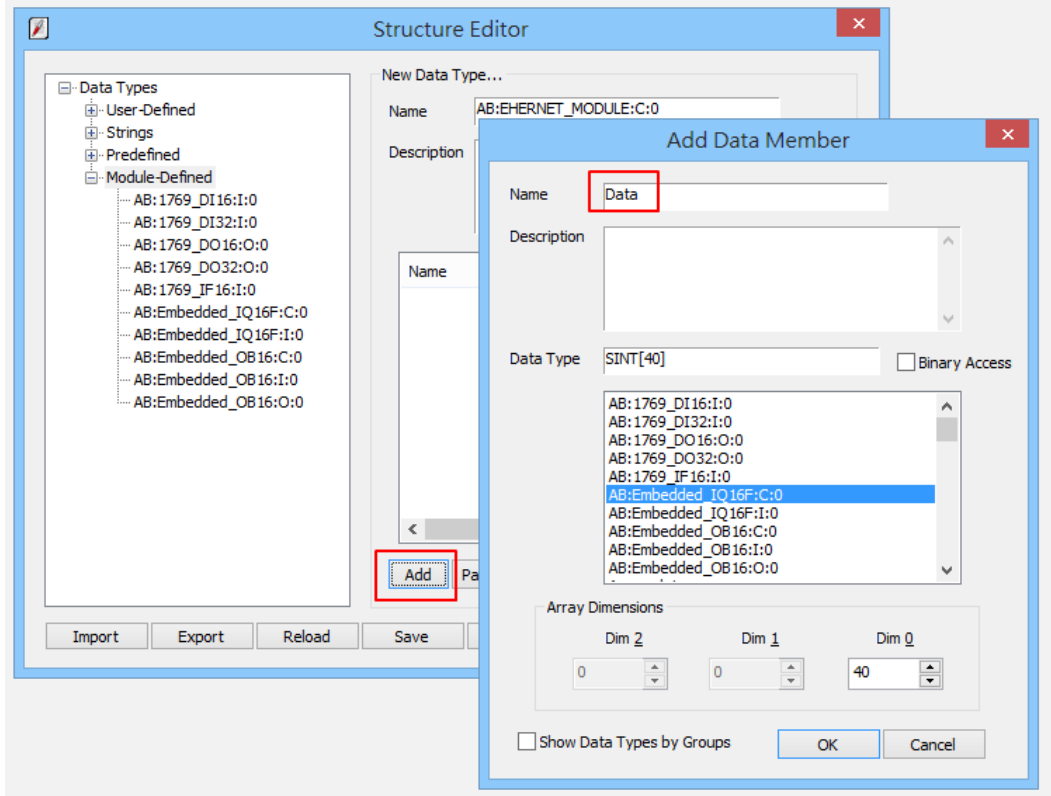 Structure Editor
Data Types
User-Defined
Strings
Predefined
Module-Defined
AB:1769_DI16:I:0
AB:1769_DI32:I:0
AB:1769_DO16:O:0
AB:1769_DO32:O:0
AB:1769_IF16:I:0
AB:Embedded_IQ16F:C:0
AB:Embedded_IQ16F:I:0
AB:Embedded_OB16:C:0
AB:Embedded_OB16:I:0
AB:Embedded_OB16:O:0
New Data Type...
Name AB:EHERNET_MODULE:C:0
Description
Name
Add Pa
Import Export Reload Save
Add Data Member
Name Data
Description
Data Type SINT[40] Binary Access
AB:1769_DI16:I:0
AB:1769_DI32:I:0
AB:1769_DO16:O:0
AB:1769_DO32:O:0
AB:1769_IF16:I:0
AB:Embedded_IQ16F:C:0
AB:Embedded_IQ16F:I:0
AB:Embedded_OB16:C:0
AB:Embedded_OB16:I:0
AB:Embedded_OB16:O:0
Array Dimensions
Dim 2 Dim 1 Dim 0
0 0 40
Show Data Types by Groups OK Cancel